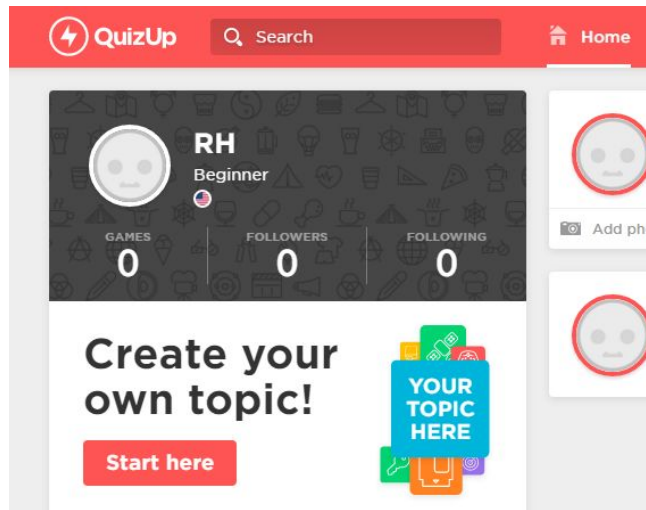 QuizUp
Search
Home
RH
Beginner
GAMES
FOLLOWERS
FOLLOWING
0
0
0
Add pho
Create your
own topic!
Start here
YOUR
TOPIC
HERE